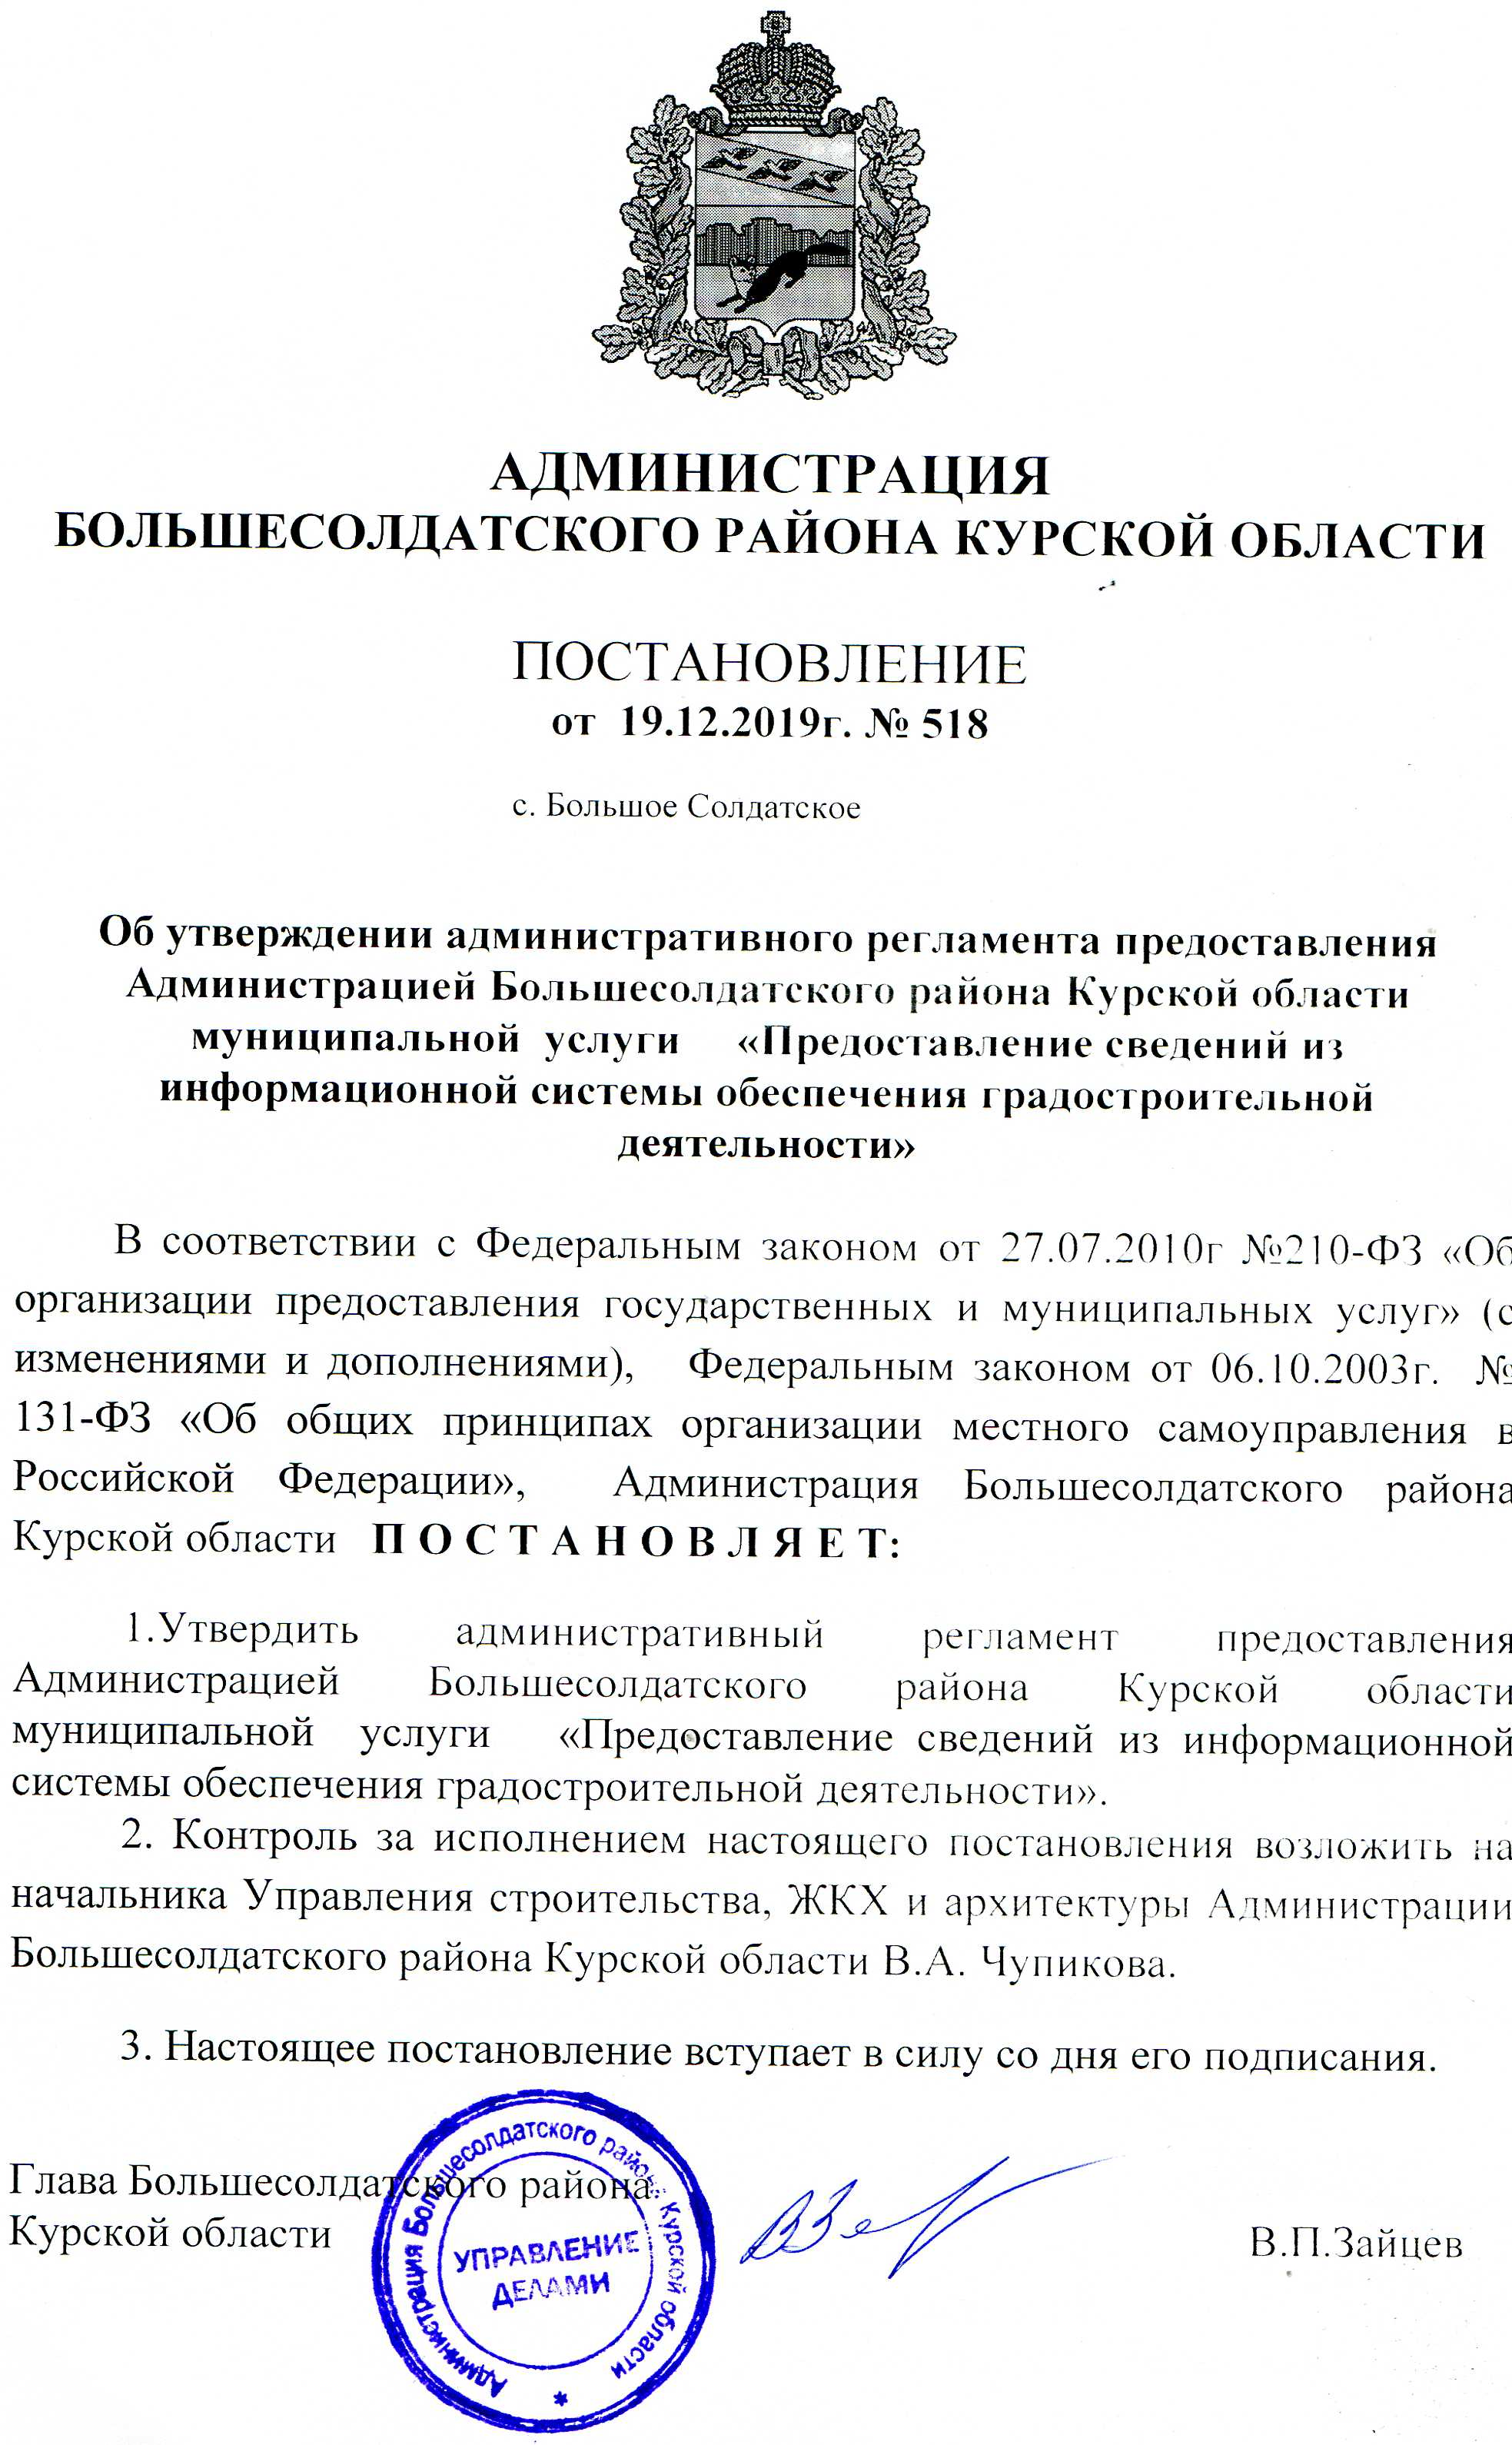 АДМИНИСТРАЦИЯ
БОЛЬШЕСОЛДАТСКОГО РАЙОНА КУРСКОЙ ОБЛАСТИ
ПОСТАНОВЛЕНИЕ
от 19.12.2019г. № 518
с. Большое Солдатское
Об утверждении административного регламента предоставления
Администрацией Большесолдатского района Курской области
муниципальной услуги «Предоставление сведений из
информационной системы обеспечения градостроительной
деятельности»
В соответствии с Федеральным законом от 27.07.2010г №210-ФЗ «Об
организации предоставления государственных и муниципальных услуг» (с
изменениями и дополнениями), Федеральным законом от 06.10.2003г. №
131-ФЗ «Об общих принципах организации местного самоуправления в
Российской Федерации», Администрация Большесолдатского района
Курской области П О С Т А Н О В Л Я Е Т:
1.Утвердить административный регламент предоставления
Администрацией Большесолдатского района Курской области
муниципальной услуги «Предоставление сведений из информационной
системы обеспечения градостроительной деятельности».
2. Контроль за исполнением настоящего постановления возложить на
начальника Управления строительства, ЖКХ и архитектуры Администрации
Большесолдатского района Курской области В.А. Чупикова.
3. Настоящее постановление вступает в силу со дня его подписания.
Глава Большесолдатского района
Курской области
В.П.Зайцев
Администрация Большесолдатского района Курской области
УПРАВЛЕНИЕ
ДЕЛАМИ